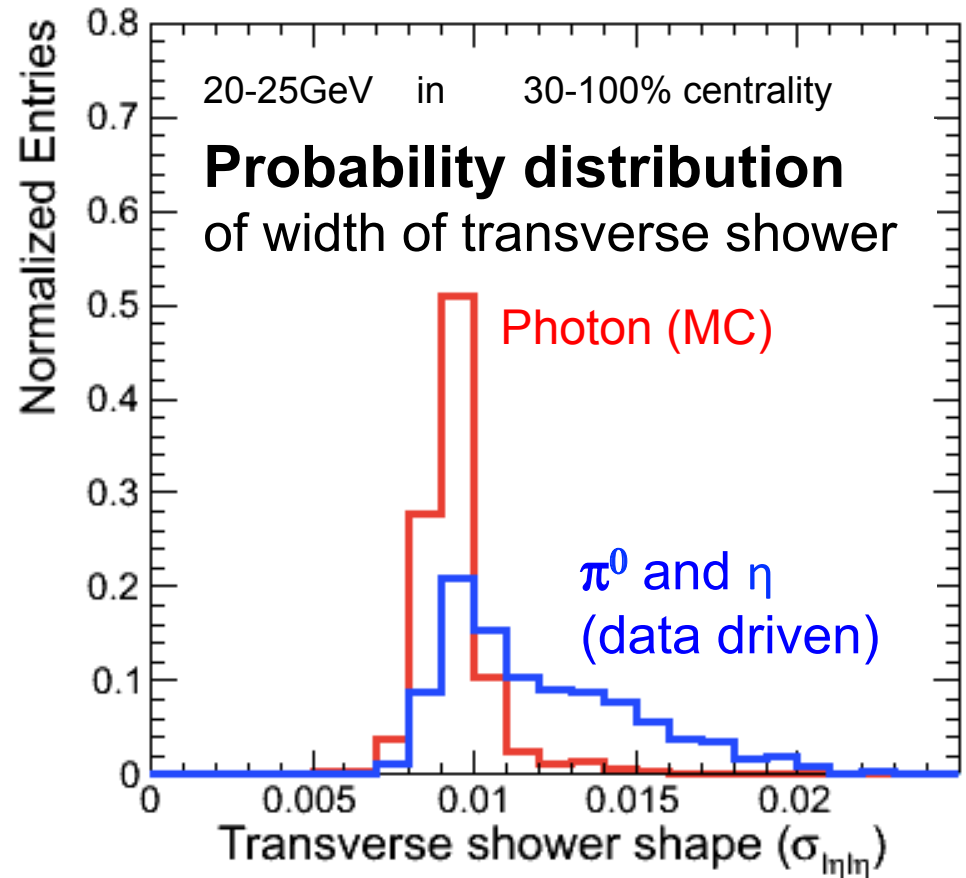 0.8
20-25GeV in 30-100% centrality
0.7
Probability distribution
0.6
of width of transverse shower
0.5
Photon (MC)
0.4
0.3
π⁰ and η
0.2
(data driven)
0.1
0
Normalized Entries
0 0.005 0.01 0.015 0.02
Transverse shower shape (σ_IηIη)